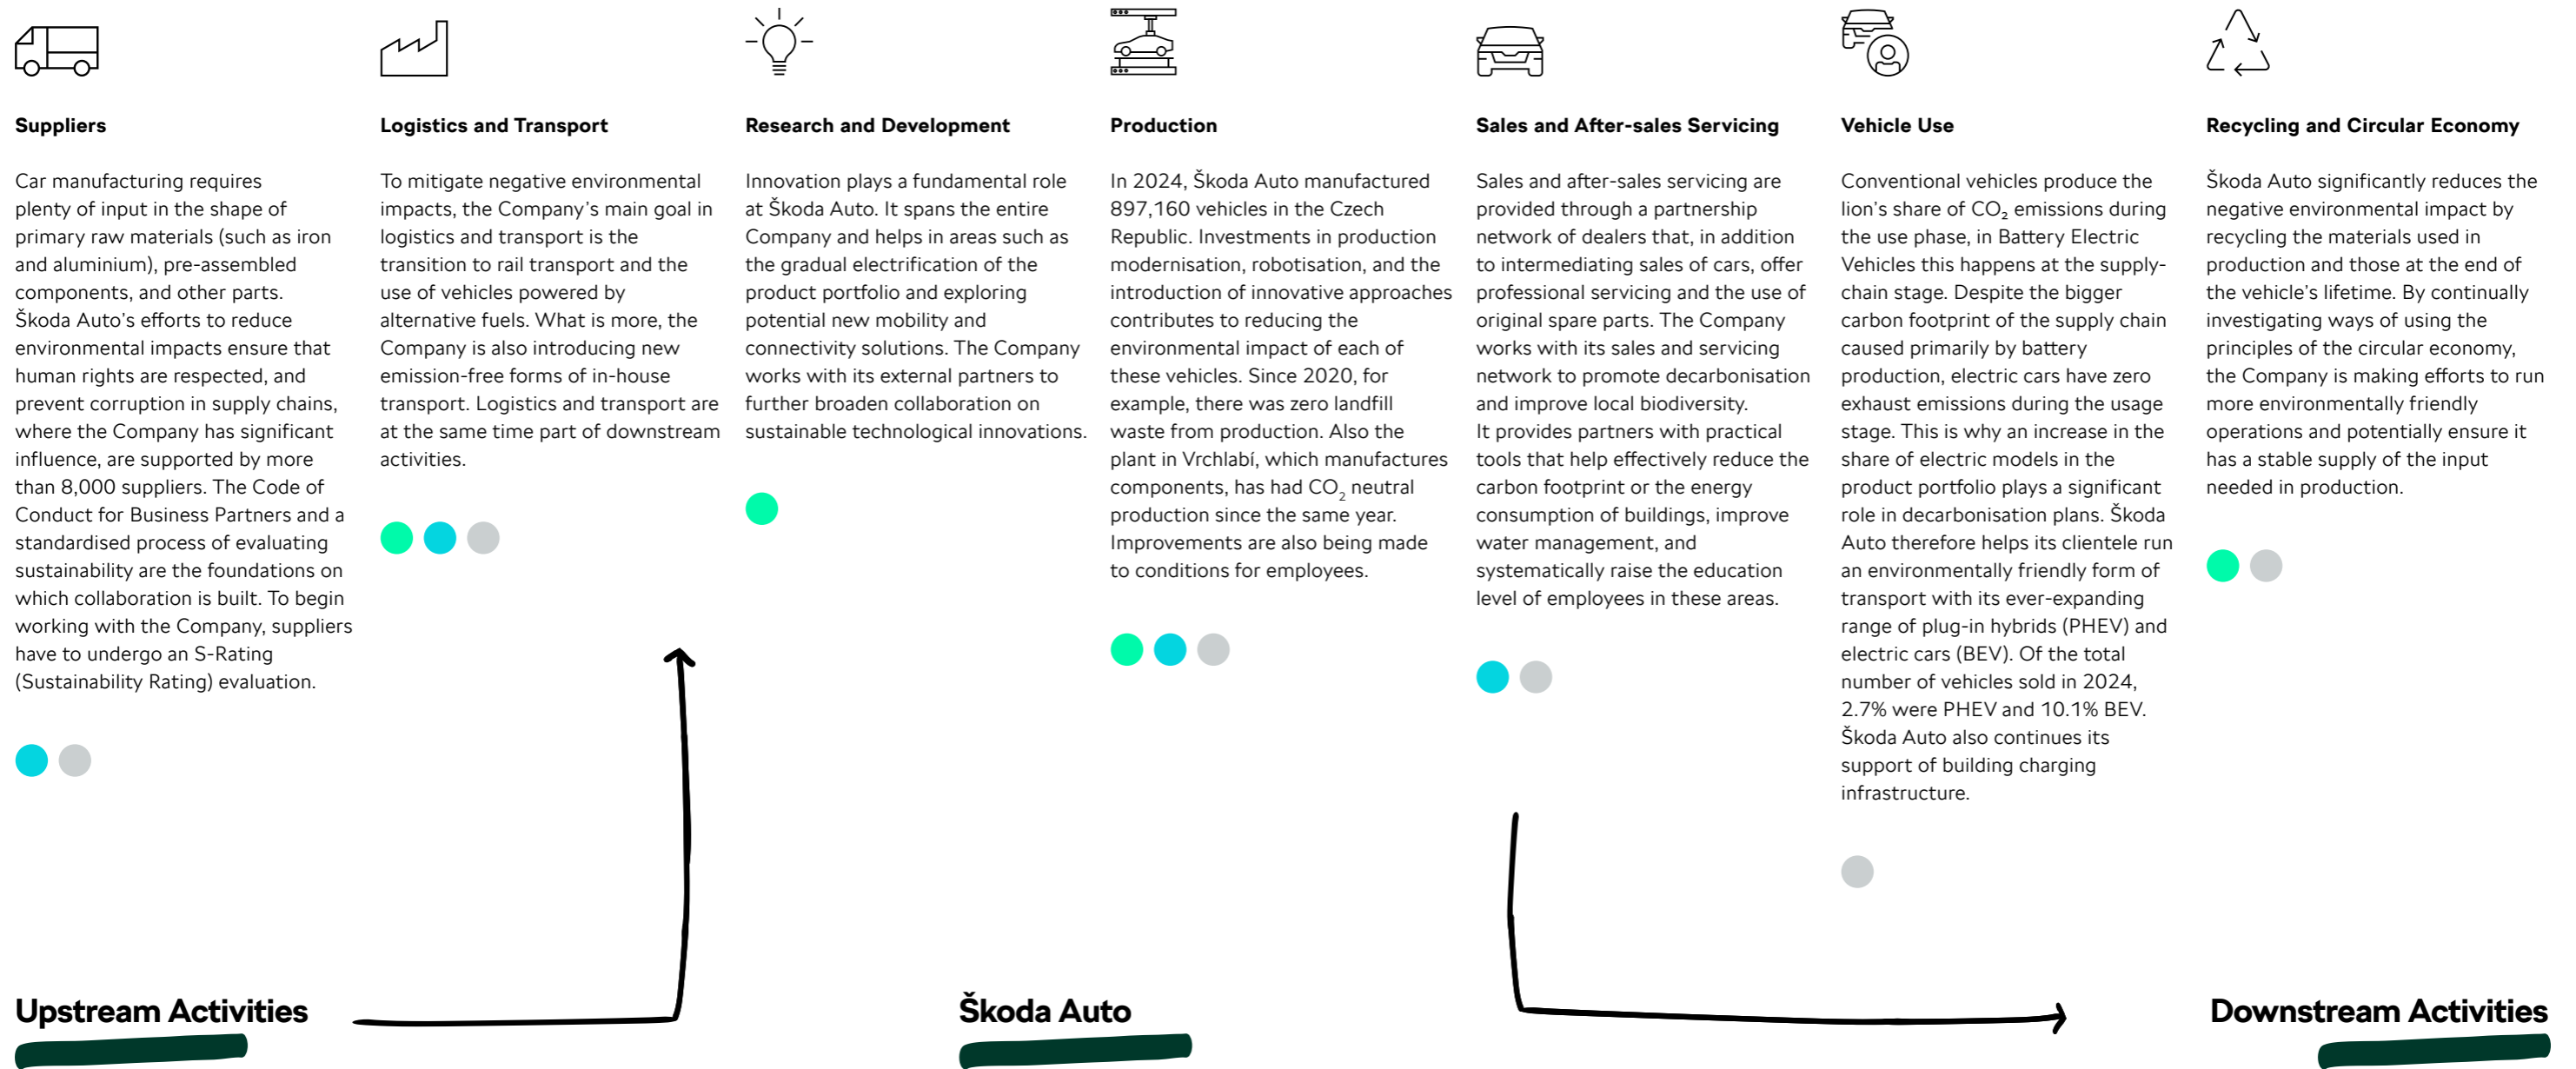 Suppliers
Car manufacturing requires
plenty of input in the shape of
primary raw materials (such as iron
and aluminium), pre-assembled
components, and other parts.
Škoda Auto's efforts to reduce
environmental impacts ensure that
human rights are respected, and
prevent corruption in supply chains,
where the Company has significant
influence, are supported by more
than 8,000 suppliers. The Code of
Conduct for Business Partners and a
standardised process of evaluating
sustainability are the foundations on
which collaboration is built. To begin
working with the Company, suppliers
have to undergo an S-Rating
(Sustainability Rating) evaluation.
Logistics and Transport
To mitigate negative environmental
impacts, the Company's main goal in
logistics and transport is the
transition to rail transport and the
use of vehicles powered by
alternative fuels. What is more, the
Company is also introducing new
emission-free forms of in-house
transport. Logistics and transport are
at the same time part of downstream
activities.
Research and Development
Innovation plays a fundamental role
at Škoda Auto. It spans the entire
Company and helps in areas such as
the gradual electrification of the
product portfolio and exploring
potential new mobility and
connectivity solutions. The Company
works with its external partners to
further broaden collaboration on
sustainable technological innovations.
Production
In 2024, Škoda Auto manufactured
897,160 vehicles in the Czech
Republic. Investments in production
modernisation, robotisation, and the
introduction of innovative approaches
contributes to reducing the
environmental impact of each of
these vehicles. Since 2020, for
example, there was zero landfill
waste from production. Also the
plant in Vrchlabí, which manufactures
components, has had CO₂ neutral
production since the same year.
Improvements are also being made
to conditions for employees.
Sales and After-sales Servicing
Sales and after-sales servicing are
provided through a partnership
network of dealers that, in addition
to intermediating sales of cars, offer
professional servicing and the use of
original spare parts. The Company
works with its sales and servicing
network to promote decarbonisation
and improve local biodiversity.
It provides partners with practical
tools that help effectively reduce the
carbon footprint or the energy
consumption of buildings, improve
water management, and
systematically raise the education
level of employees in these areas.
Vehicle Use
Conventional vehicles produce the
lion's share of CO₂ emissions during
the use phase, in Battery Electric
Vehicles this happens at the supply-
chain stage. Despite the bigger
carbon footprint of the supply chain
caused primarily by battery
production, electric cars have zero
exhaust emissions during the usage
stage. This is why an increase in the
share of electric models in the
product portfolio plays a significant
role in decarbonisation plans. Škoda
Auto therefore helps its clientele run
an environmentally friendly form of
transport with its ever-expanding
range of plug-in hybrids (PHEV) and
electric cars (BEV). Of the total
number of vehicles sold in 2024,
2.7% were PHEV and 10.1% BEV.
Škoda Auto also continues its
support of building charging
infrastructure.
Recycling and Circular Economy
Škoda Auto significantly reduces the
negative environmental impact by
recycling the materials used in
production and those at the end of
the vehicle's lifetime. By continually
investigating ways of using the
principles of the circular economy,
the Company is making efforts to run
more environmentally friendly
operations and potentially ensure it
has a stable supply of the input
needed in production.
Upstream Activities
Škoda Auto
Downstream Activities